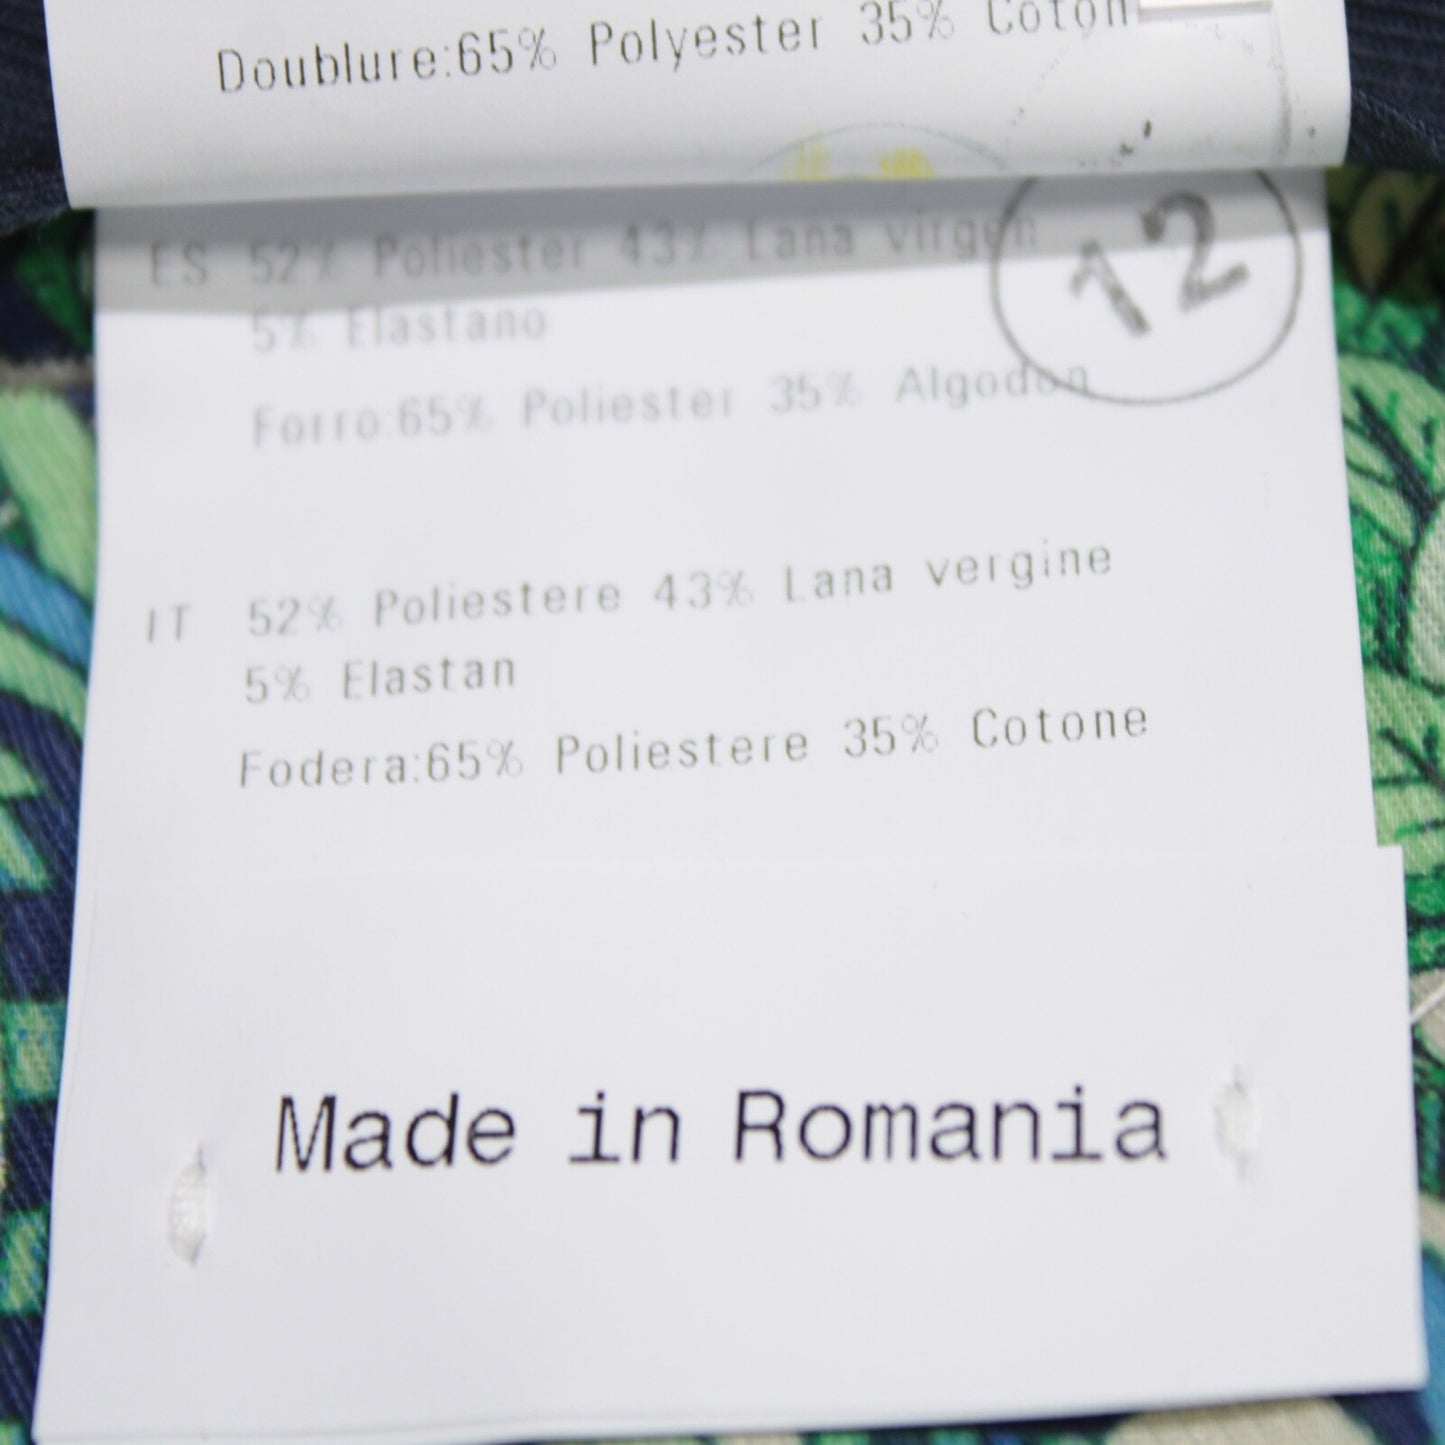 Doublure:65% Polyester 35% Coton
12
ES 52% Poliester 43% Lana virgen
5% Elastano
Forro:65% Poliester 35% Algodon
IT 52% Poliestere 43% Lana vergine
5% Elastan
Fodera:65% Poliestere 35% Cotone
Made in Romania